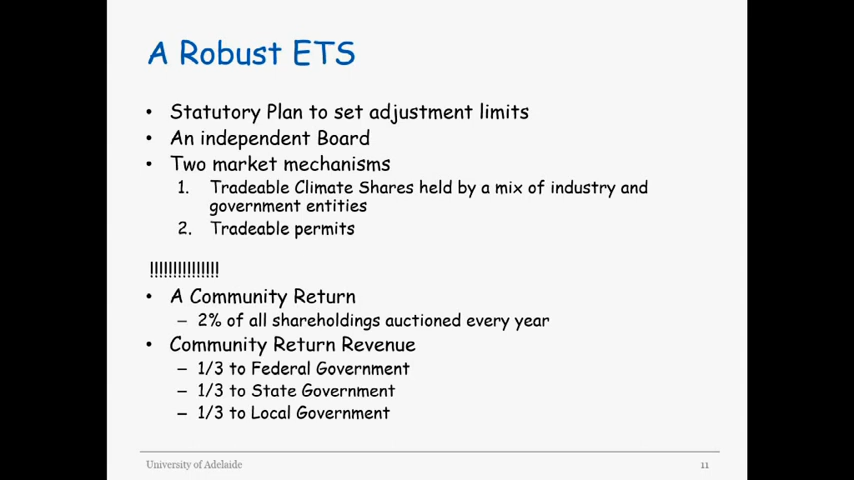 A Robust ETS
• Statutory Plan to set adjustment limits
• An independent Board
• Two market mechanisms
1. Tradeable Climate Shares held by a mix of industry and
government entities
2. Tradeable permits
!!!!!!!!!!!!!!!
• A Community Return
– 2% of all shareholdings auctioned every year
• Community Return Revenue
– 1/3 to Federal Government
– 1/3 to State Government
– 1/3 to Local Government
University of Adelaide
11